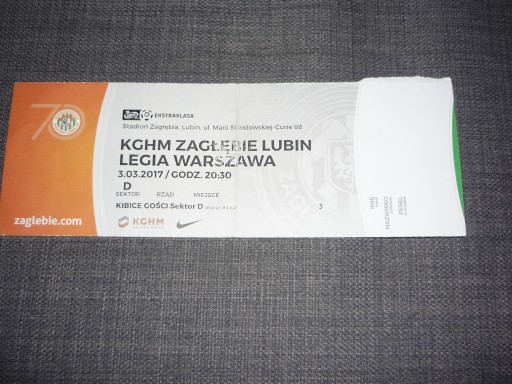 70
EKSTRAKLASA
Stadion Zagłębia, Lubin, ul. Marii Skłodowskiej-Curie 98
KGHM ZAGŁĘBIE LUBIN
LEGIA WARSZAWA
3.03.2017 / GODZ. 20:30
D
SEKTOR RZĄD MIEJSCE
KIBICE GOŚCI Sektor D
3
zaglebie.com
KGHM